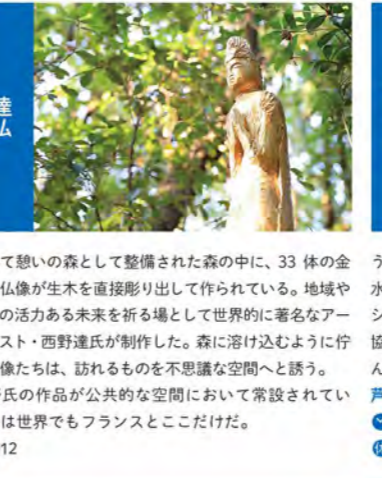 達
仏
て憩いの森として整備された森の中に、33 体の金
仏像が生木を直接彫り出して作られている。地域や
の活力ある未来を祈る場として世界的に著名なアー
スト・西野達氏が制作した。森に溶け込むように佇
像たちは、訪れるものを不思議な空間へと誘う。
氏の作品が公共的な空間において常設されてい
は世界でもフランスとここだけだ。
12
う
水
シ
協
ん
芦